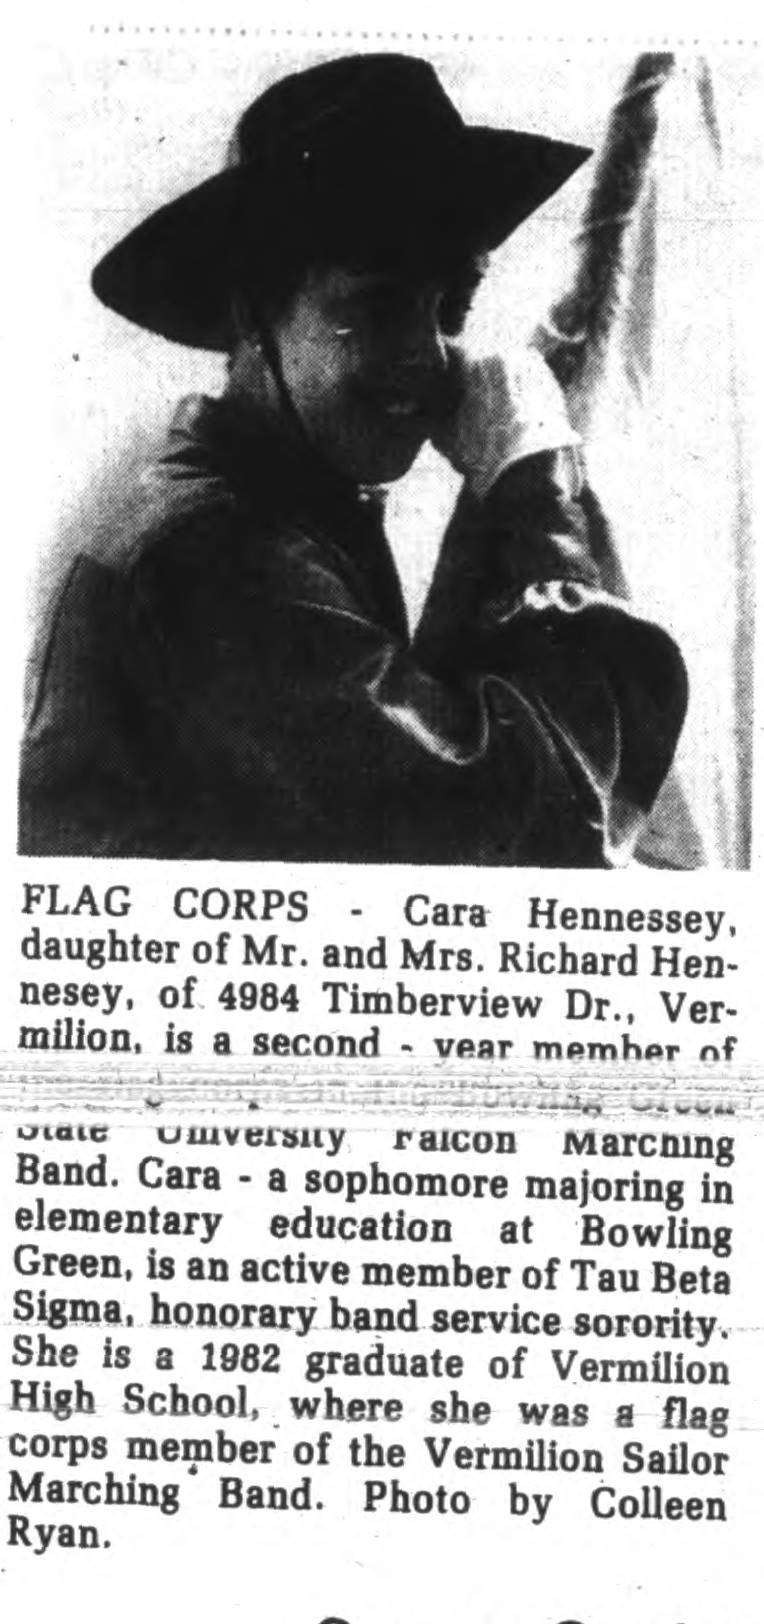 FLAG CORPS - Cara Hennessey,
daughter of Mr. and Mrs. Richard Hen-
nesey, of 4984 Timberview Dr., Ver-
milion, is a second - year member of
Bowling Green
State University Falcon Marching
Band. Cara - a sophomore majoring in
elementary education at Bowling
Green, is an active member of Tau Beta
Sigma, honorary band service sorority.
She is a 1982 graduate of Vermilion
High School, where she was a flag
corps member of the Vermilion Sailor
Marching Band. Photo by Colleen
Ryan.